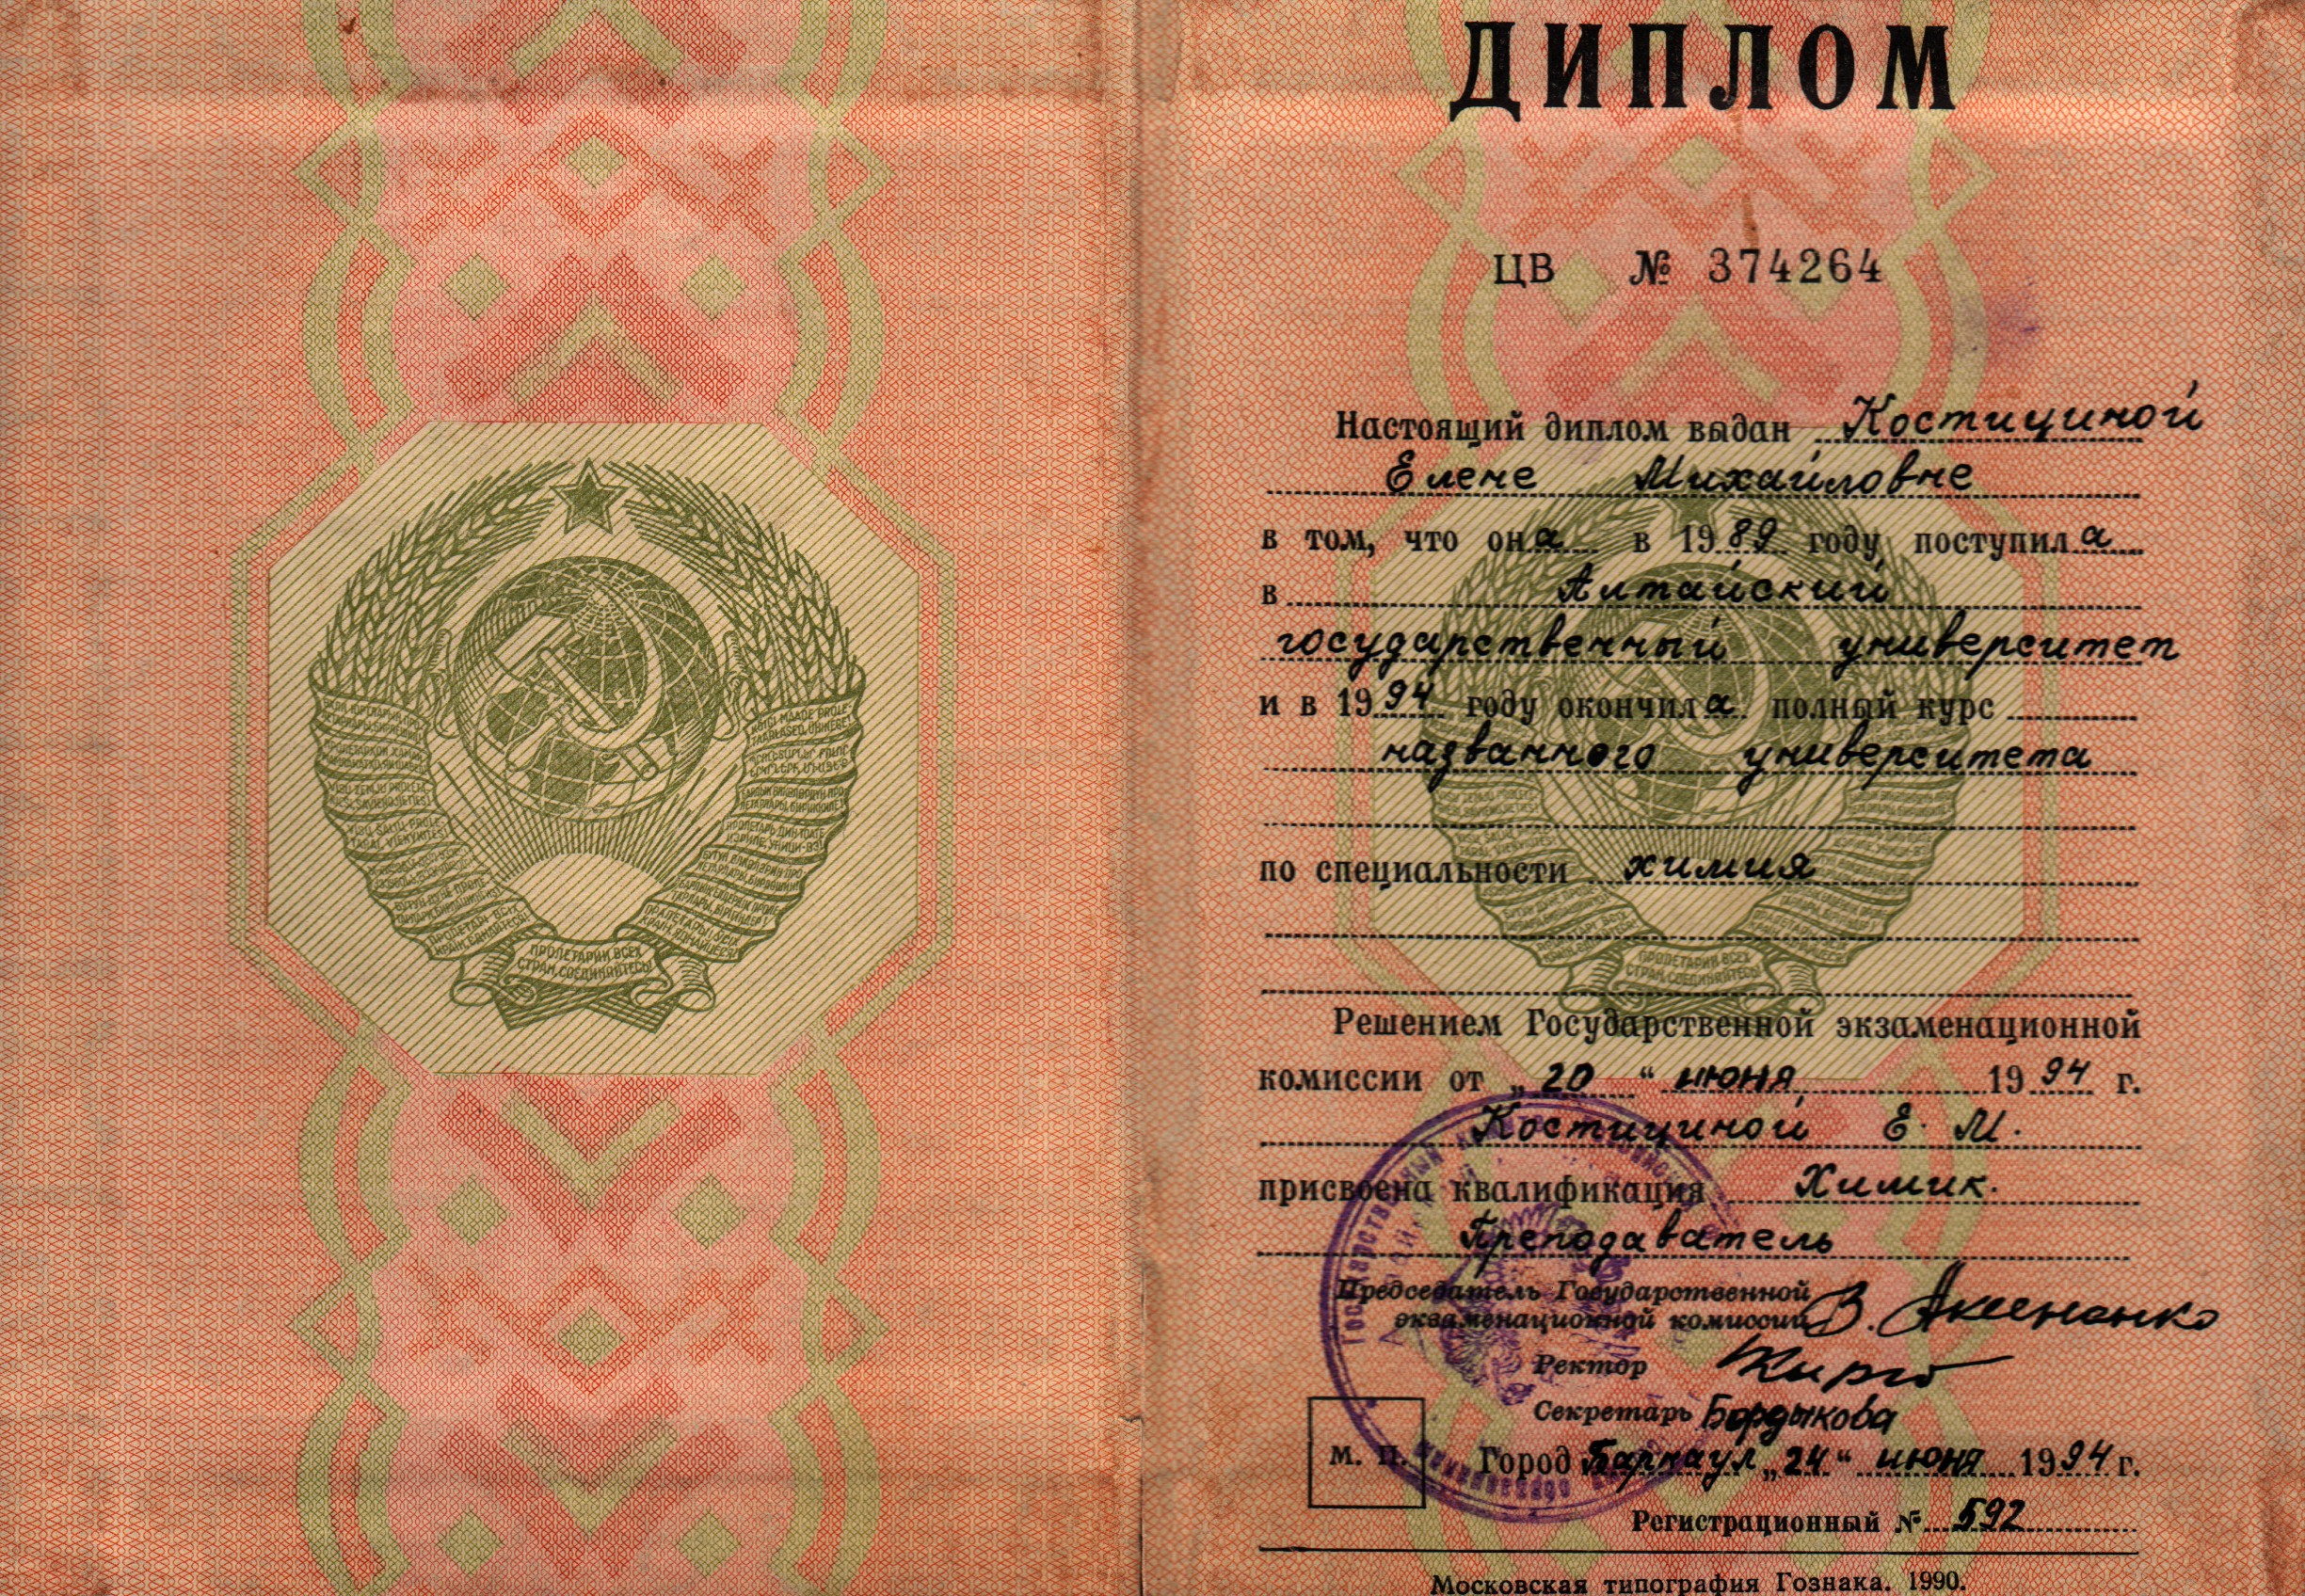 ПРОЛЕТАРИИ ВСЕХ
СТРАН, СОЕДИНЯЙТЕСЬ!
ДИПЛОМ
ЦВ № 374264
Настоящий диплом выдан Костициной
Елене Михайловне
в том, что она в 1989 году поступила
в Алтайский
государственный университет
и в 1994 году окончила полный курс
названного университета
по специальности химия
Решением Государственной экзаменационной
комиссии от „20“ июня 1994 г.
Костициной Е. М.
присвоена квалификация Химик.
Преподаватель
Председатель Государственной
экзаменационной комиссии В. Аксененко
Ректор
Секретарь Бордыкова
М. П. Город Барнаул „24“ июня 1994 г.
Регистрационный № 592
Московская типография Гознака. 1990.